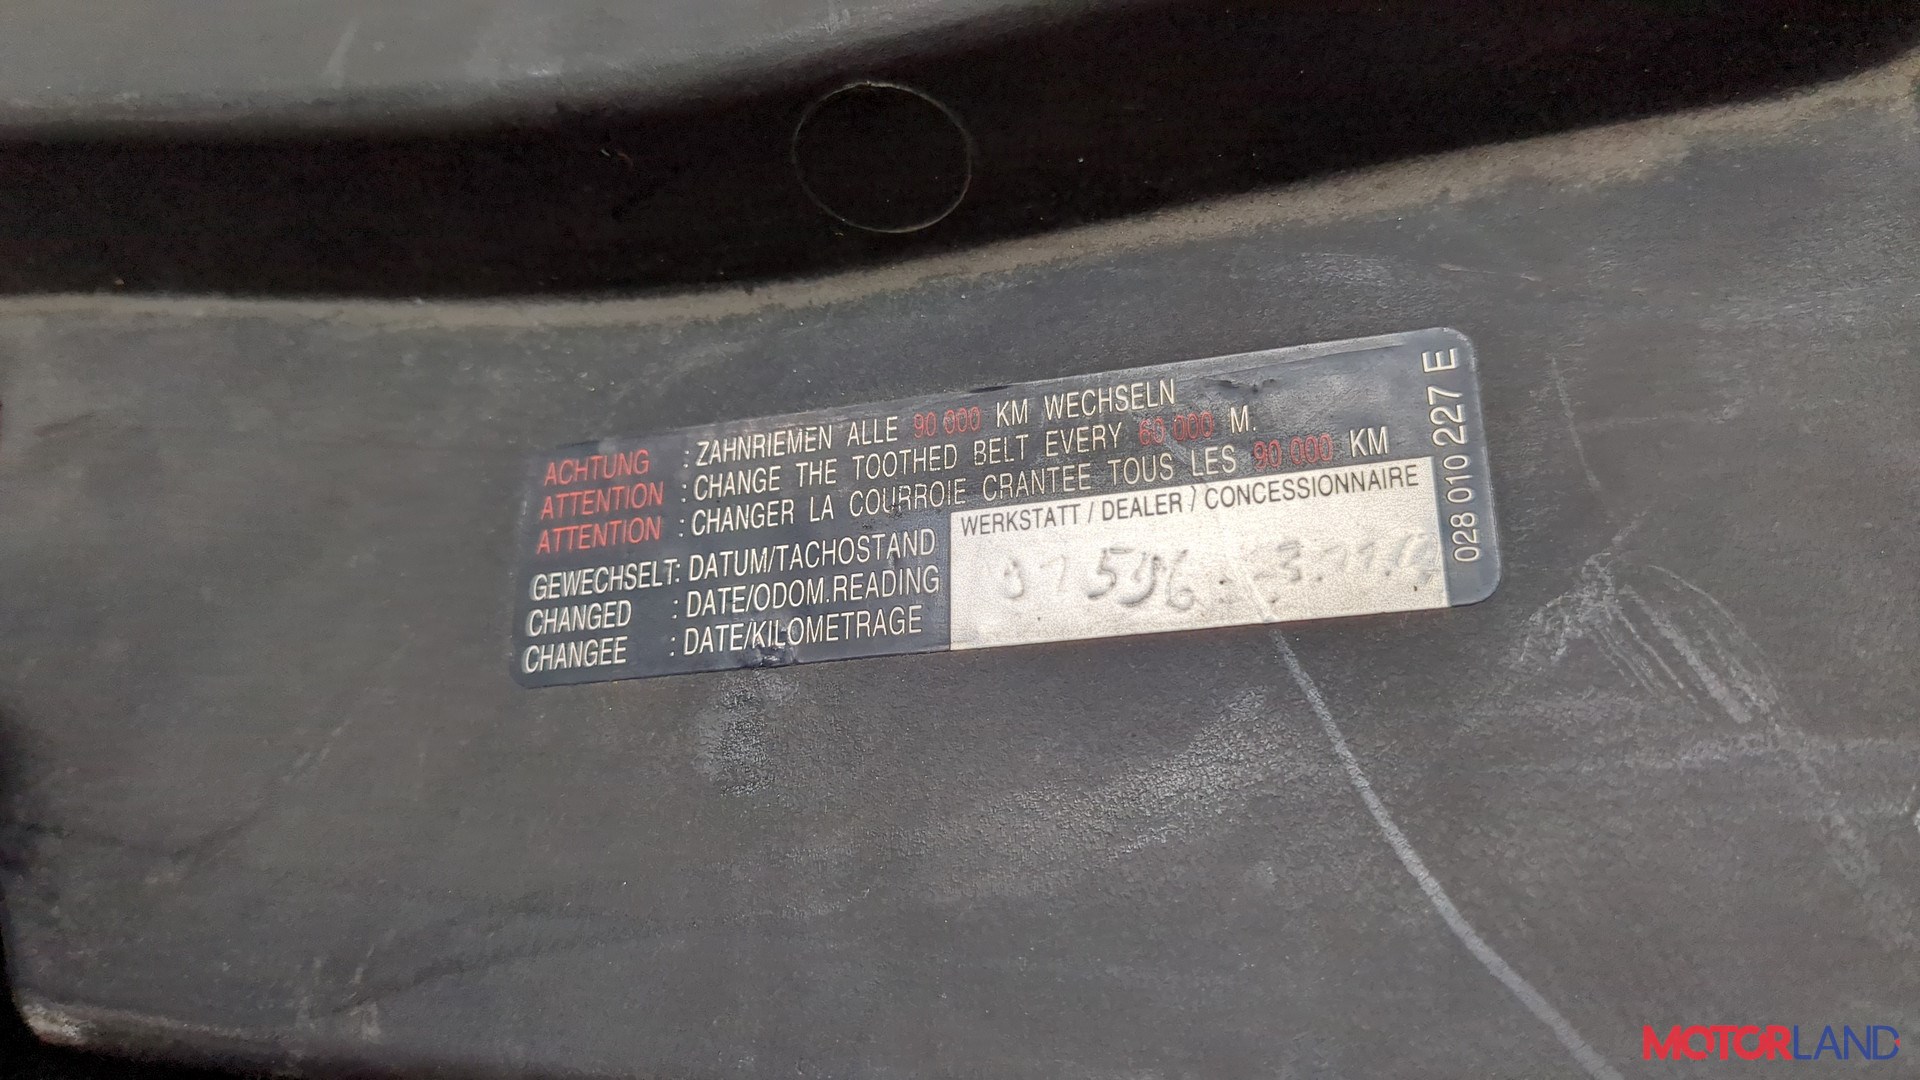 ACHTUNG : ZAHNRIEMEN ALLE 90 000 KM WECHSELN
ATTENTION : CHANGE THE TOOTHED BELT EVERY 60 000 M.
ATTENTION : CHANGER LA COURROIE CRANTEE TOUS LES 90 000 KM
GEWECHSELT: DATUM/TACHOSTAND
CHANGED : DATE/ODOM.READING
CHANGEE : DATE/KILOMETRAGE
WERKSTATT / DEALER / CONCESSIONNAIRE
028 010 227 E
MOTORLAND